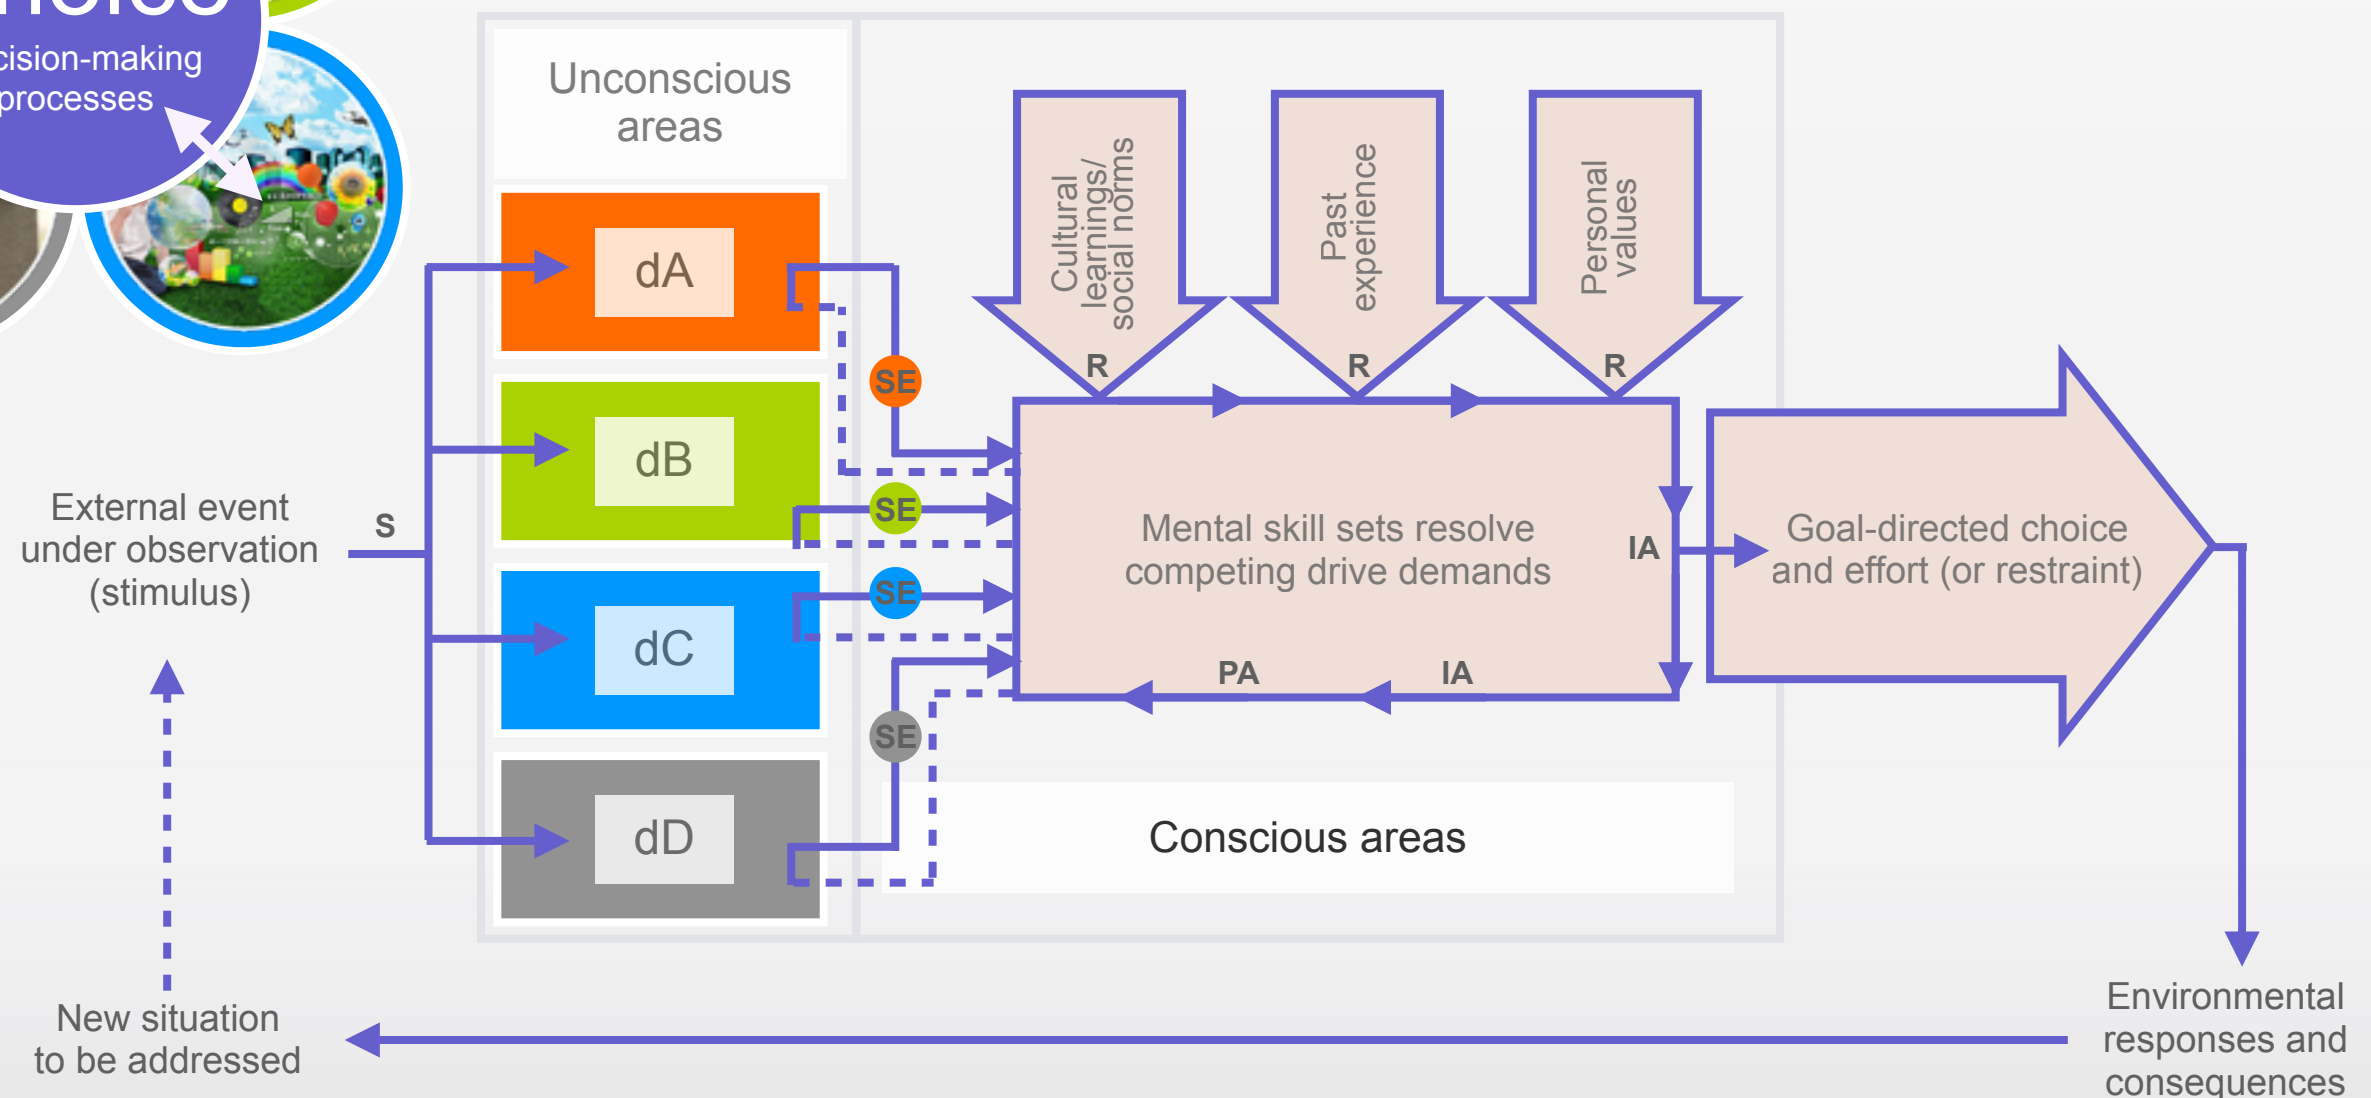 Unconscious
areas
dA
dB
dC
dD
External event
under observation
(stimulus)
S
SE
SE
SE
SE
Cultural
learnings/
social norms
Past
experience
Personal
values
R
R
R
Mental skill sets resolve
competing drive demands
IA
PA
IA
Goal-directed choice
and effort (or restraint)
Conscious areas
New situation
to be addressed
Environmental
responses and
consequences
processes